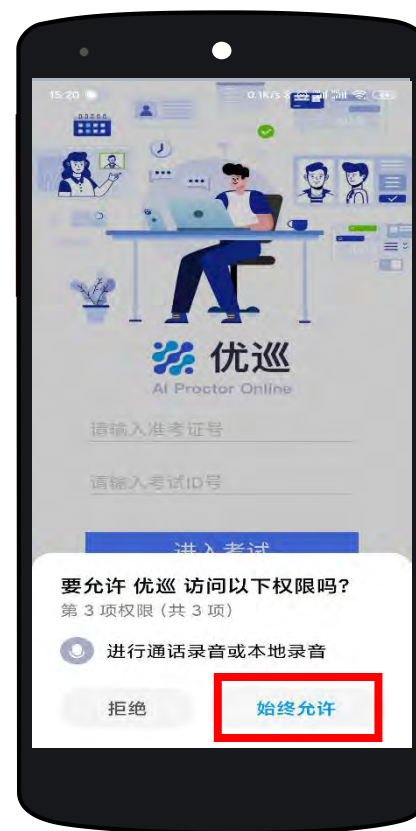 15:20
0.1K/s
优巡
AI Proctor Online
请输入准考证号
请输入考试ID号
进入考试
要允许 优巡 访问以下权限吗?
第 3 项权限（共 3 项）
进行通话录音或本地录音
拒绝
始终允许